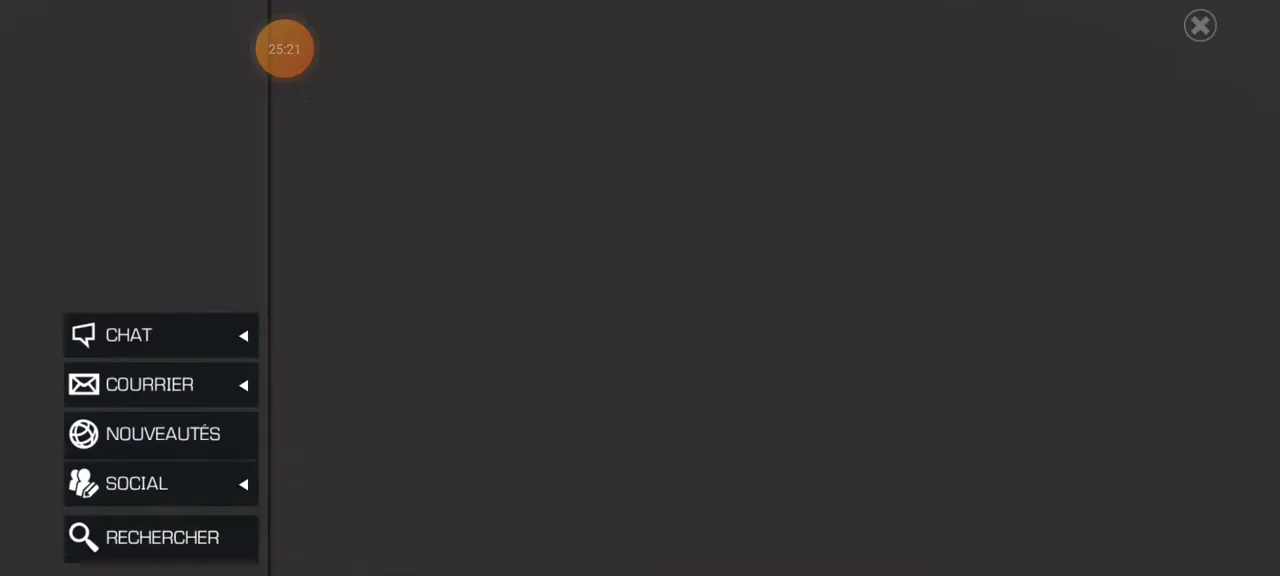 25:21
CHAT
COURRIER
NOUVEAUTÉS
SOCIAL
RECHERCHER